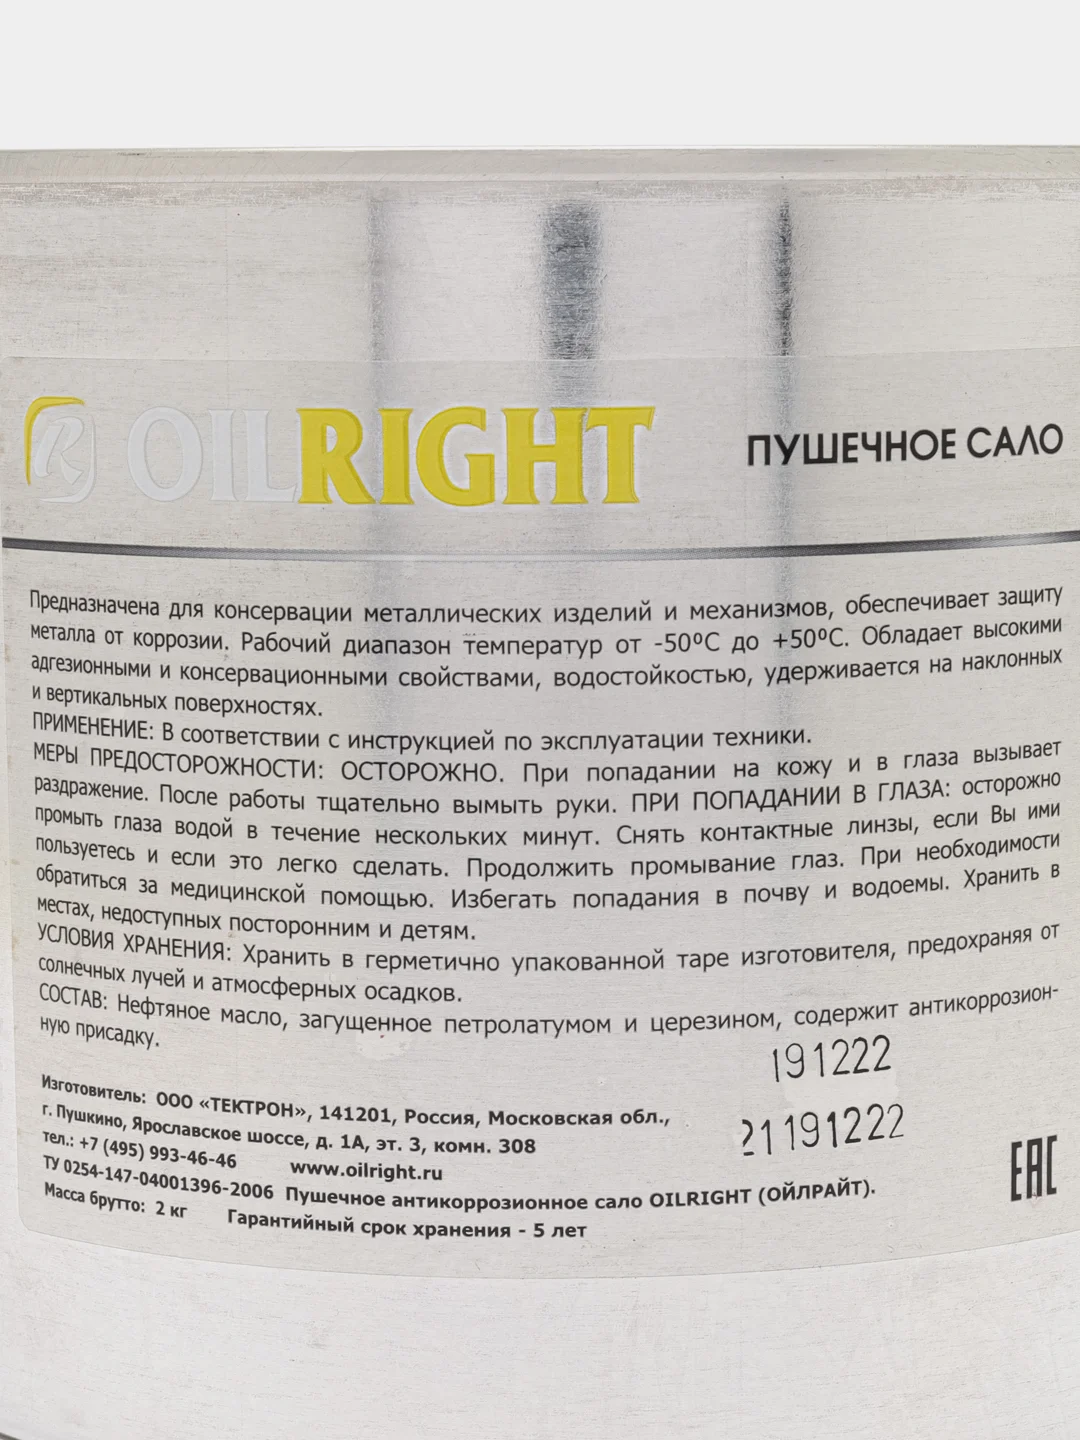 OILRIGHT
ПУШЕЧНОЕ САЛО
Предназначена для консервации металлических изделий и механизмов, обеспечивает защиту
металла от коррозии. Рабочий диапазон температур от -50ºС до +50ºС. Обладает высокими
адгезионными и консервационными свойствами, водостойкостью, удерживается на наклонных
и вертикальных поверхностях.
ПРИМЕНЕНИЕ: В соответствии с инструкцией по эксплуатации техники.
МЕРЫ ПРЕДОСТОРОЖНОСТИ: ОСТОРОЖНО. При попадании на кожу и в глаза вызывает
раздражение. После работы тщательно вымыть руки. ПРИ ПОПАДАНИИ В ГЛАЗА: осторожно
промыть глаза водой в течение нескольких минут. Снять контактные линзы, если Вы ими
пользуетесь и если это легко сделать. Продолжить промывание глаз. При необходимости
обратиться за медицинской помощью. Избегать попадания в почву и водоемы. Хранить в
местах, недоступных посторонним и детям.
УСЛОВИЯ ХРАНЕНИЯ: Хранить в герметично упакованной таре изготовителя, предохраняя от
солнечных лучей и атмосферных осадков.
СОСТАВ: Нефтяное масло, загущенное петролатумом и церезином, содержит антикоррозион-
ную присадку.
191222
21191222
Изготовитель: ООО «ТЕКТРОН», 141201, Россия, Московская обл.,
г. Пушкино, Ярославское шоссе, д. 1А, эт. 3, комн. 308
тел.: +7 (495) 993-46-46 www.oilright.ru
ТУ 0254-147-04001396-2006 Пушечное антикоррозионное сало OILRIGHT (ОЙЛРАЙТ).
Масса брутто: 2 кг Гарантийный срок хранения - 5 лет
EAC